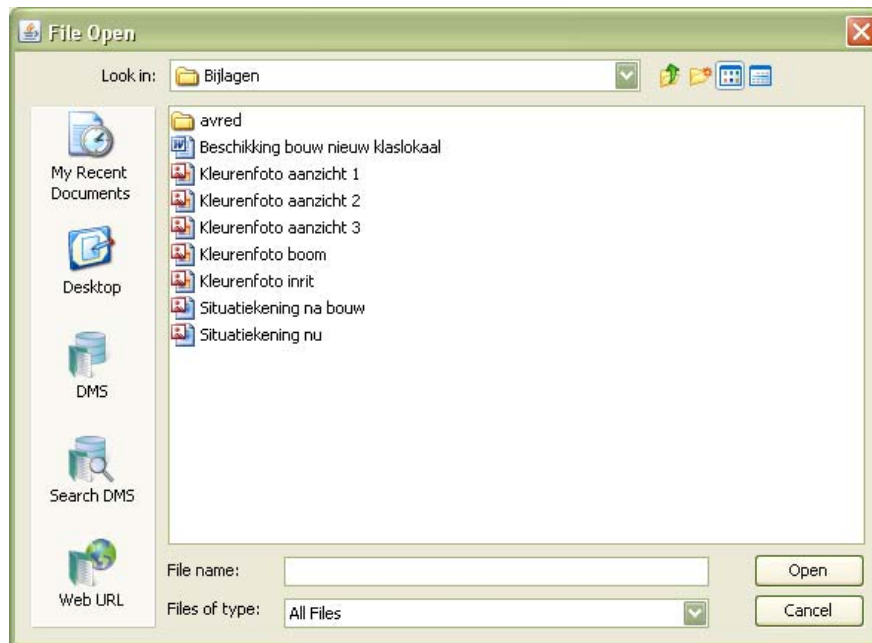 File Open
Look in: Bijlagen
My Recent
Documents
Desktop
DMS
Search DMS
Web URL
avred
Beschikking bouw nieuw klaslokaal
Kleurenfoto aanzicht 1
Kleurenfoto aanzicht 2
Kleurenfoto aanzicht 3
Kleurenfoto boom
Kleurenfoto inrit
Situatiekening na bouw
Situatiekening nu
File name: Open
Files of type: All Files Cancel